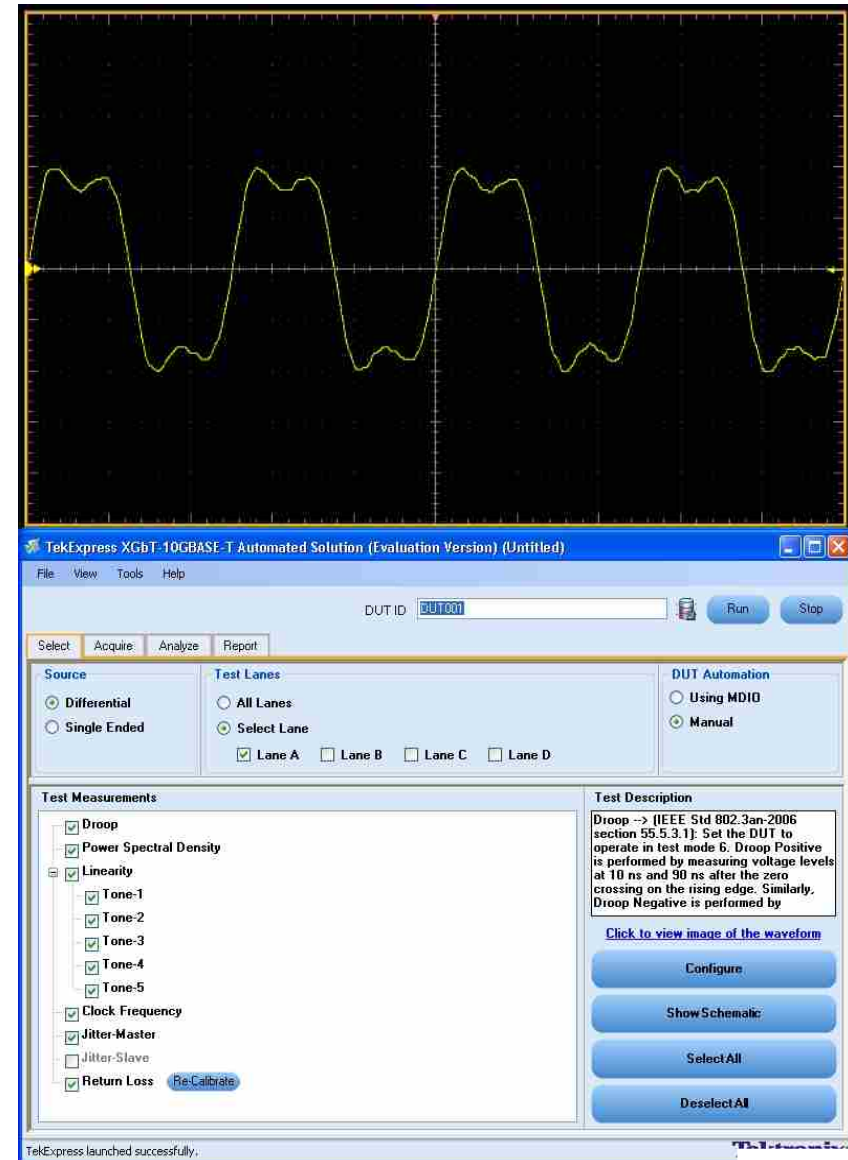 TekExpress XGbT-10GBASE-T Automated Solution (Evaluation Version) (Untitled)
File View Tools Help
DUT ID DUT001 Run Stop
Select Acquire Analyze Report
Source
Differential
Single Ended
Test Lanes
All Lanes
Select Lane
Lane A Lane B Lane C Lane D
DUT Automation
Using MDIO
Manual
Test Measurements
Droop
Power Spectral Density
Linearity
Tone-1
Tone-2
Tone-3
Tone-4
Tone-5
Clock Frequency
Jitter-Master
Jitter-Slave
Return Loss Re-Calibrate
Test Description
Droop --> (IEEE Std 802.3an-2006
section 55.5.3.1): Set the DUT to
operate in test mode 6. Droop Positive
is performed by measuring voltage levels
at 10 ns and 90 ns after the zero
crossing on the rising edge. Similarly,
Droop Negative is performed by
Click to view image of the waveform
Configure
Show Schematic
Select All
Deselect All
TekExpress launched successfully.
Tektronix